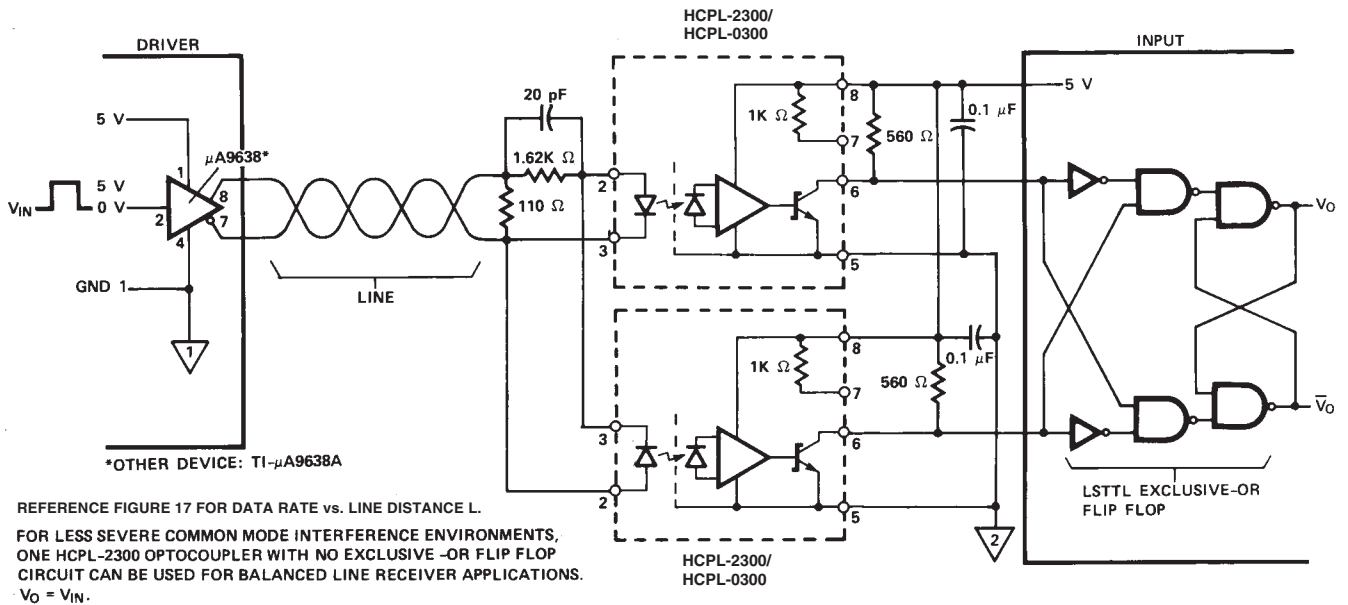 HCPL-2300/
HCPL-0300
DRIVER
INPUT
20 pF
8
5 V
1K Ω
0.1 µF
5 V
560 Ω
7
µA9638*
1
1.62K Ω
2
6
5 V
8
VIN
0 V
2
7
110 Ω
VO
4
3
5
GND 1
LINE
1
8
0.1 µF
1K Ω
560 Ω
7
3
6
V̅O
*OTHER DEVICE: TI-µA9638A
2
5
LSTTL EXCLUSIVE-OR
FLIP FLOP
2
REFERENCE FIGURE 17 FOR DATA RATE vs. LINE DISTANCE L.
FOR LESS SEVERE COMMON MODE INTERFERENCE ENVIRONMENTS,
ONE HCPL-2300 OPTOCOUPLER WITH NO EXCLUSIVE -OR FLIP FLOP
CIRCUIT CAN BE USED FOR BALANCED LINE RECEIVER APPLICATIONS.
VO = VIN.
HCPL-2300/
HCPL-0300